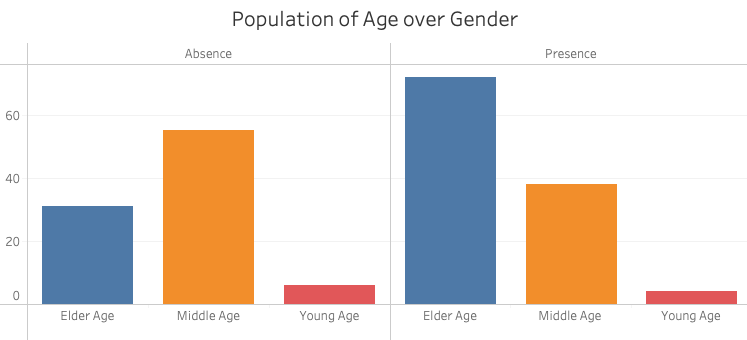 Population of Age over Gender
Absence
Presence
60
40
20
0
Elder Age
Middle Age
Young Age
Elder Age
Middle Age
Young Age